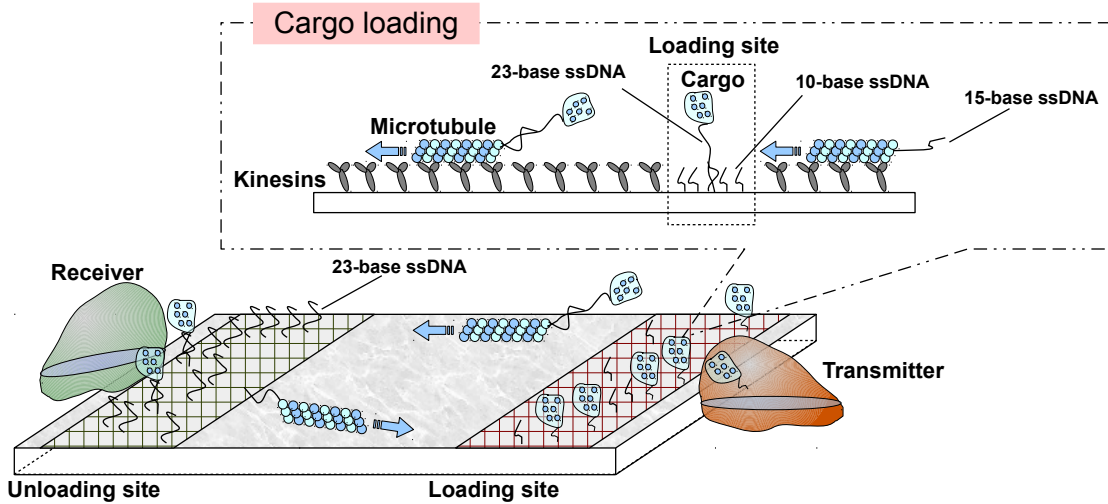 Cargo loading
Loading site
23-base ssDNA
Cargo
10-base ssDNA
15-base ssDNA
Microtubule
Kinesins
Receiver
23-base ssDNA
Transmitter
Unloading site
Loading site